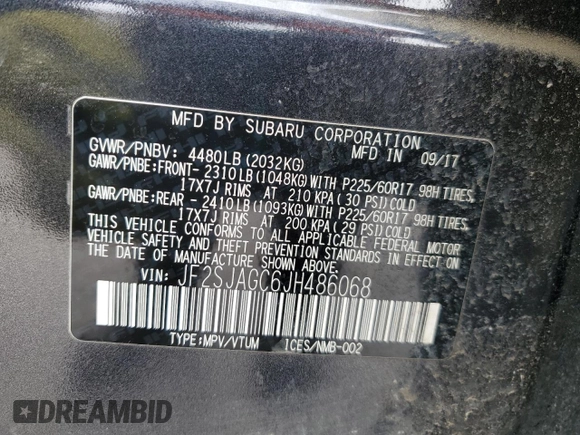 MFD BY SUBARU CORPORATION
GVWR/PNBV: 4480LB(2032KG) MFD IN 09/17
GAWR/PNBE:FRONT- 2310LB(1048KG)WITH P225/60R17 98H TIRES,
17X7J RIMS AT 210 KPA(30 PSI)COLD
GAWR/PNBE:REAR - 2410LB(1093KG)WITH P225/60R17 98H TIRES,
17X7J RIMS AT 200 KPA(29 PSI)COLD
THIS VEHICLE CONFORMS TO ALL APPLICABLE FEDERAL MOTOR
VEHICLE SAFETY AND THEFT PREVENTION STANDARDS IN EFFECT ON
THE DATE OF MANUFACTURE SHOWN ABOVE.
VIN: JF2SJAGC6JH486068
TYPE:MPV/VTUM 1CES/NMB-002
DREAMBID